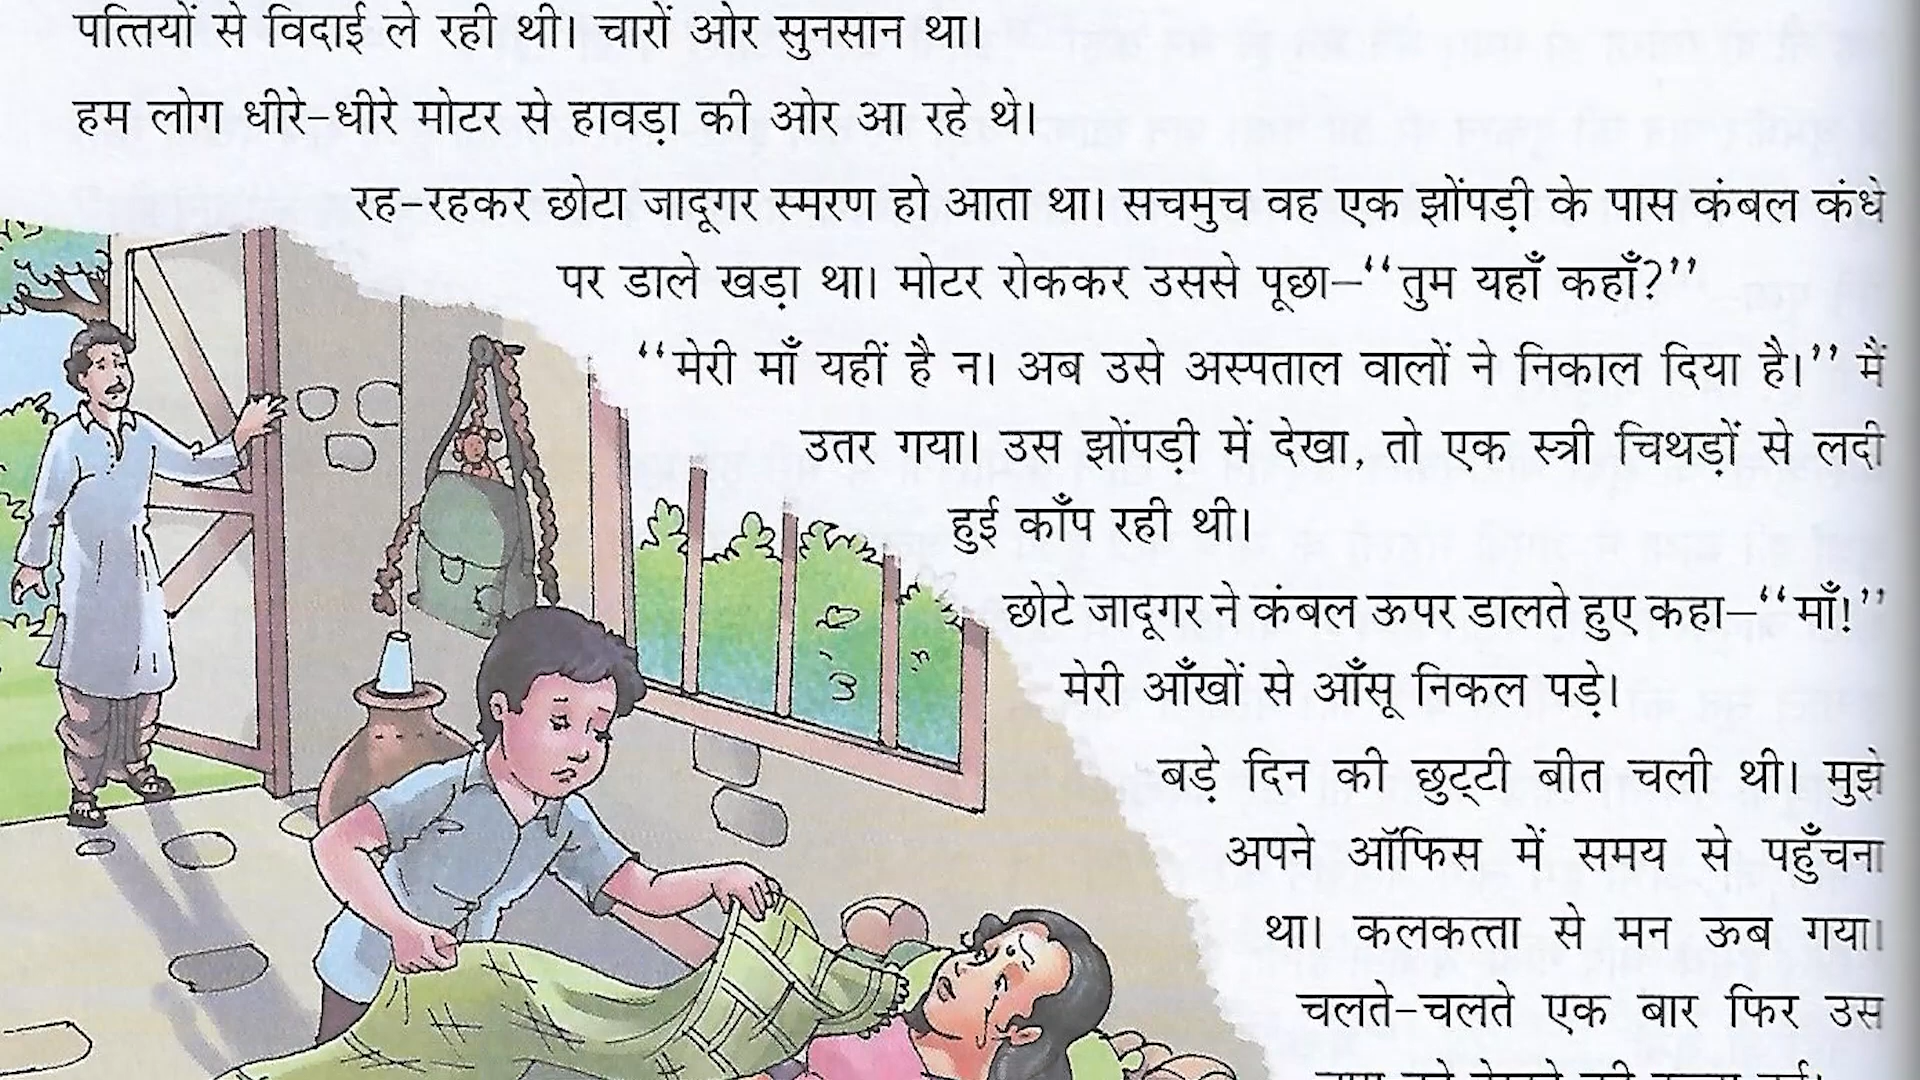 पत्तियों से विदाई ले रही थी। चारों ओर सुनसान था।
हम लोग धीरे-धीरे मोटर से हावड़ा की ओर आ रहे थे।
रह-रहकर छोटा जादूगर स्मरण हो आता था। सचमुच वह एक झोंपड़ी के पास कंबल कंधे
पर डाले खड़ा था। मोटर रोककर उससे पूछा–“तुम यहाँ कहाँ?”
“मेरी माँ यहीं है न। अब उसे अस्पताल वालों ने निकाल दिया है।” मैं
उतर गया। उस झोंपड़ी में देखा, तो एक स्त्री चिथड़ों से लदी
हुई काँप रही थी।
छोटे जादूगर ने कंबल ऊपर डालते हुए कहा–“माँ!”
मेरी आँखों से आँसू निकल पड़े।
बड़े दिन की छुट्टी बीत चली थी। मुझे
अपने ऑफिस में समय से पहुँचना
था। कलकत्ता से मन ऊब गया।
चलते-चलते एक बार फिर उस